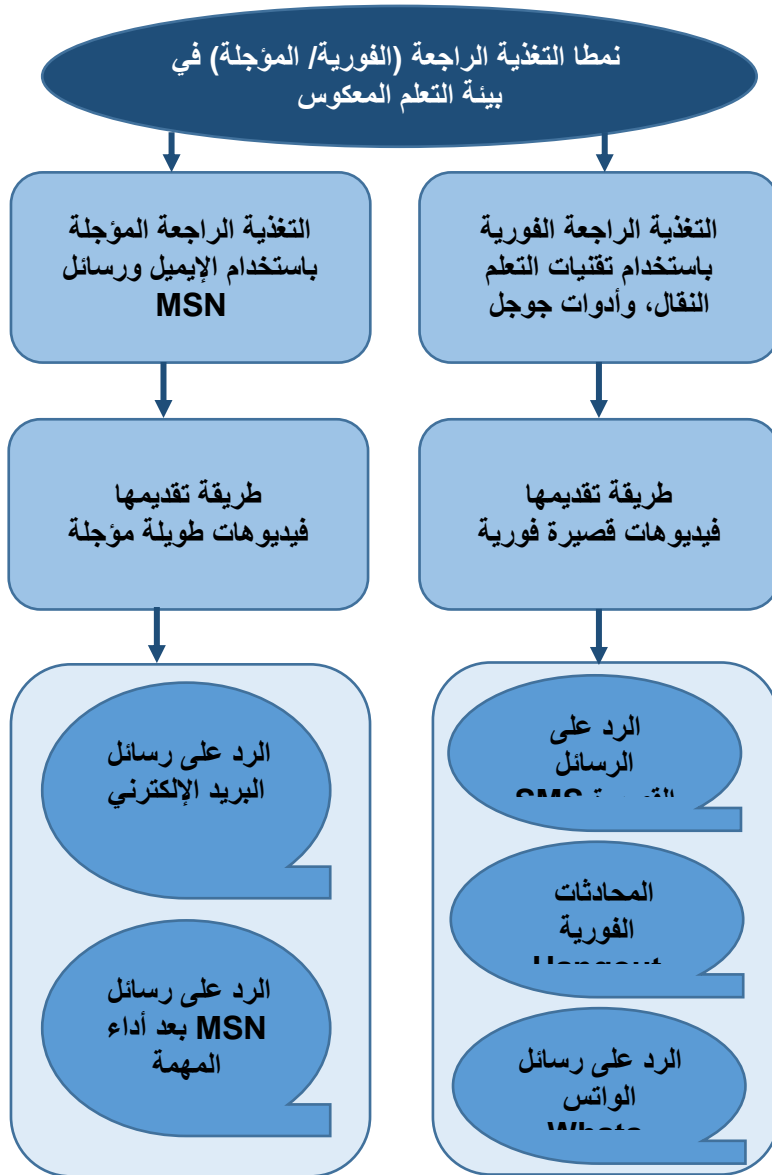 نمطا التغذية الراجعة (الفورية/ المؤجلة) في
بيئة التعلم المعكوس
التغذية الراجعة الفورية
باستخدام تقنيات التعلم
النقال، وأدوات جوجل
التغذية الراجعة المؤجلة
باستخدام الإيميل ورسائل
MSN
طريقة تقديمها
فيديوهات قصيرة فورية
طريقة تقديمها
فيديوهات طويلة مؤجلة
الرد على
الرسائل
SMS
المحادثات
الفورية
الرد على رسائل
الواتس
الرد على رسائل
البريد الإلكترني
الرد على رسائل
MSN بعد أداء
المهمة